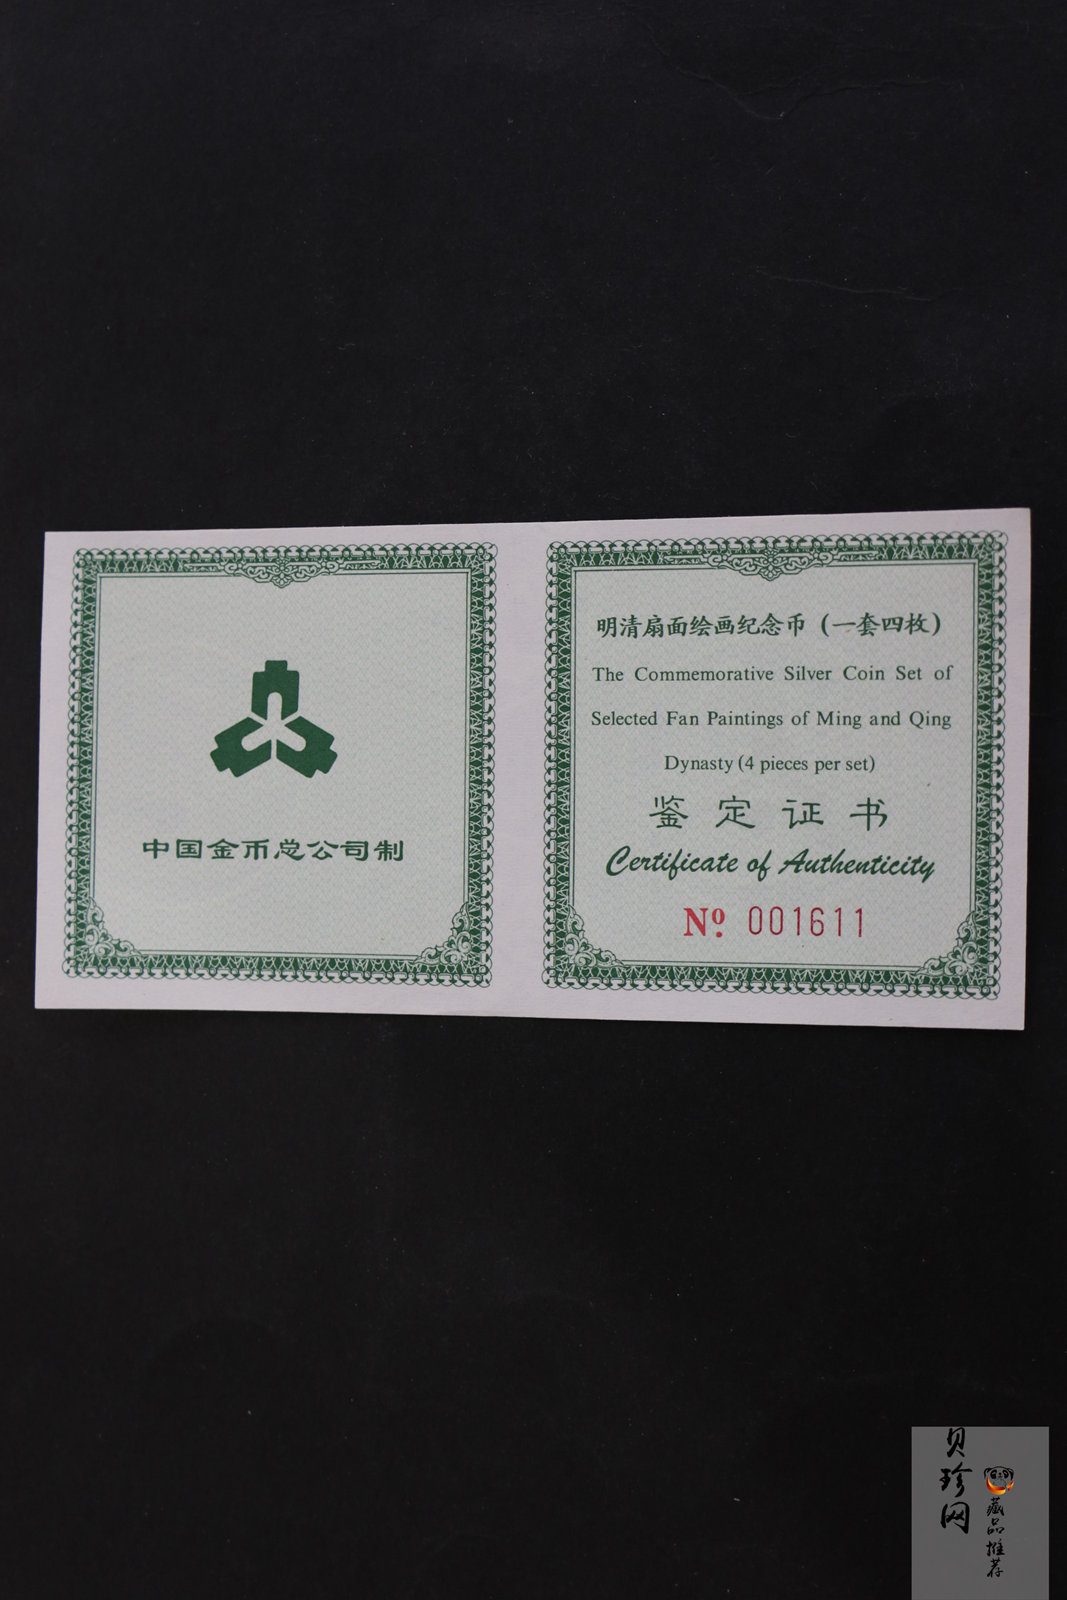 中国金币总公司制
明清扇面绘画纪念币（一套四枚）
The Commemorative Silver Coin Set of
Selected Fan Paintings of Ming and Qing
Dynasty (4 pieces per set)
鉴定证书
Certificate of Authenticity
Nº 001611
贝珍网
藏品推荐